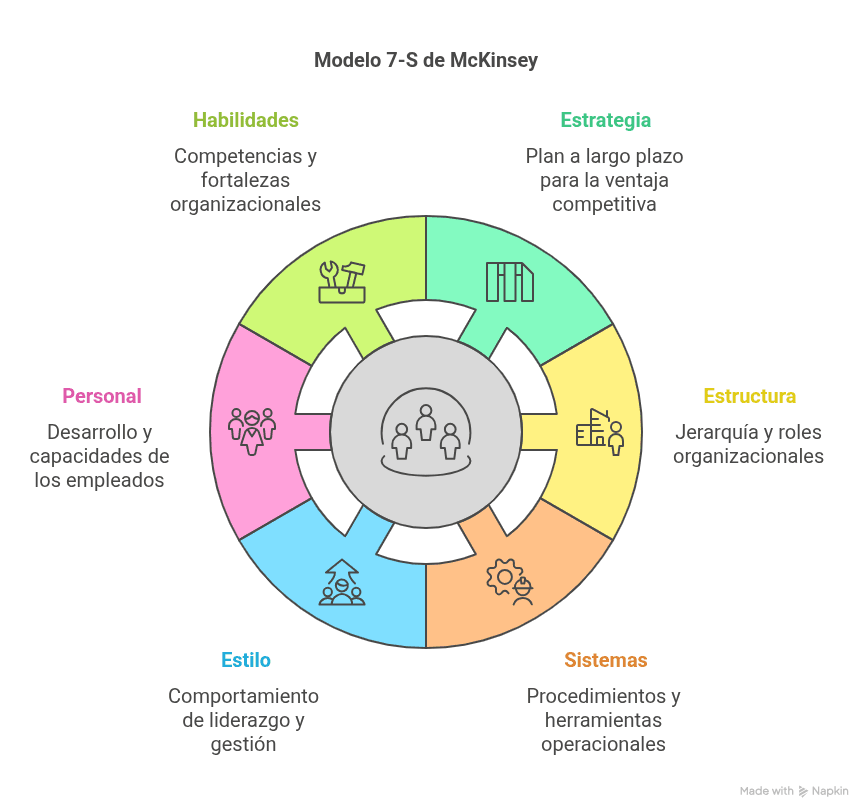 Modelo 7-S de McKinsey
Habilidades
Competencias y
fortalezas
organizacionales
Estrategia
Plan a largo plazo
para la ventaja
competitiva
Personal
Desarrollo y
capacidades de
los empleados
Estructura
Jerarquía y roles
organizacionales
Estilo
Comportamiento
de liderazgo y
gestión
Sistemas
Procedimientos y
herramientas
operacionales
Made with Napkin